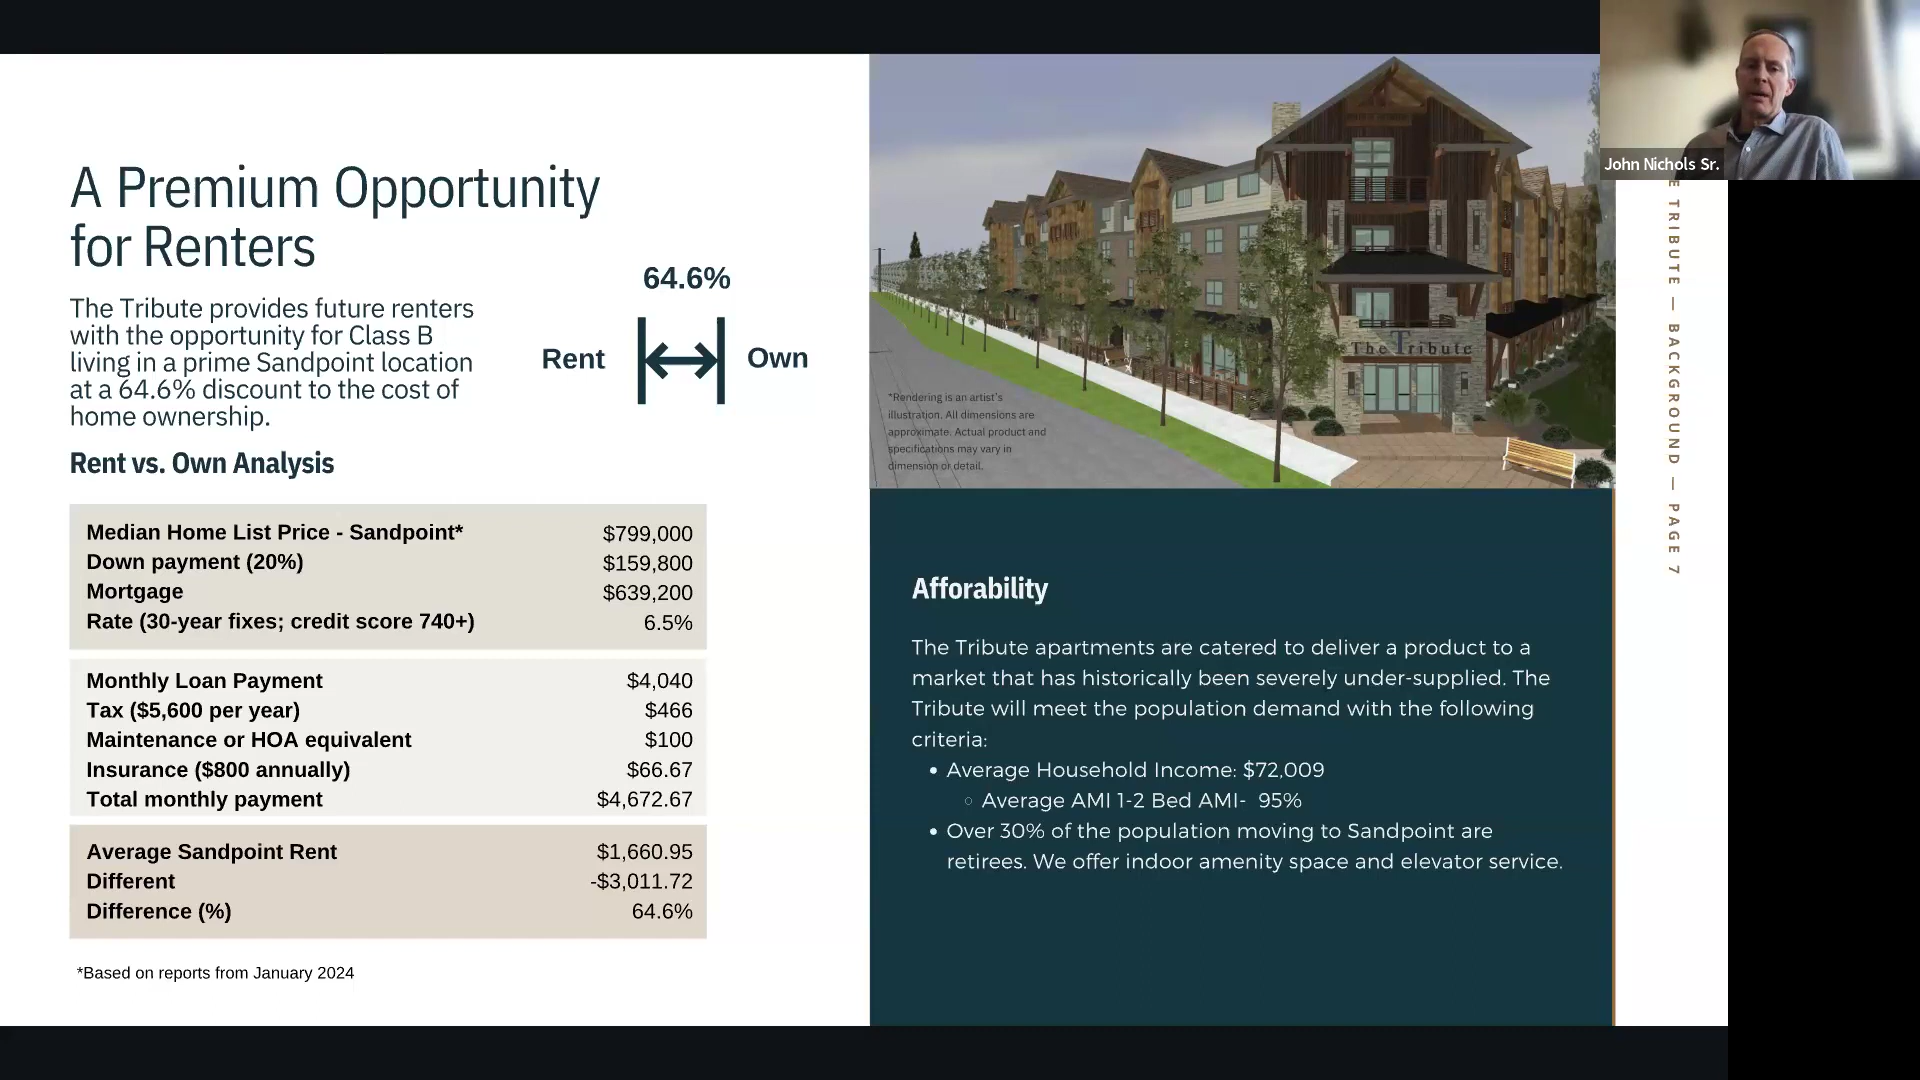 A Premium Opportunity
for Renters
The Tribute provides future renters
with the opportunity for Class B
living in a prime Sandpoint location
at a 64.6% discount to the cost of
home ownership.
64.6%
Rent
Own
Rent vs. Own Analysis
Median Home List Price - Sandpoint* $799,000
Down payment (20%) $159,800
Mortgage $639,200
Rate (30-year fixes; credit score 740+) 6.5%
Monthly Loan Payment $4,040
Tax ($5,600 per year) $466
Maintenance or HOA equivalent $100
Insurance ($800 annually) $66.67
Total monthly payment $4,672.67
Average Sandpoint Rent $1,660.95
Different -$3,011.72
Difference (%) 64.6%
*Based on reports from January 2024
The Tribute
*Rendering is an artist's
illustration. All dimensions are
approximate. Actual product and
specifications may vary in
dimension or detail.
Afforability
The Tribute apartments are catered to deliver a product to a
market that has historically been severely under-supplied. The
Tribute will meet the population demand with the following
criteria:
• Average Household Income: $72,009
○ Average AMI 1-2 Bed AMI- 95%
• Over 30% of the population moving to Sandpoint are
retirees. We offer indoor amenity space and elevator service.
John Nichols Sr.
E TRIBUTE — BACKGROUND — PAGE 7